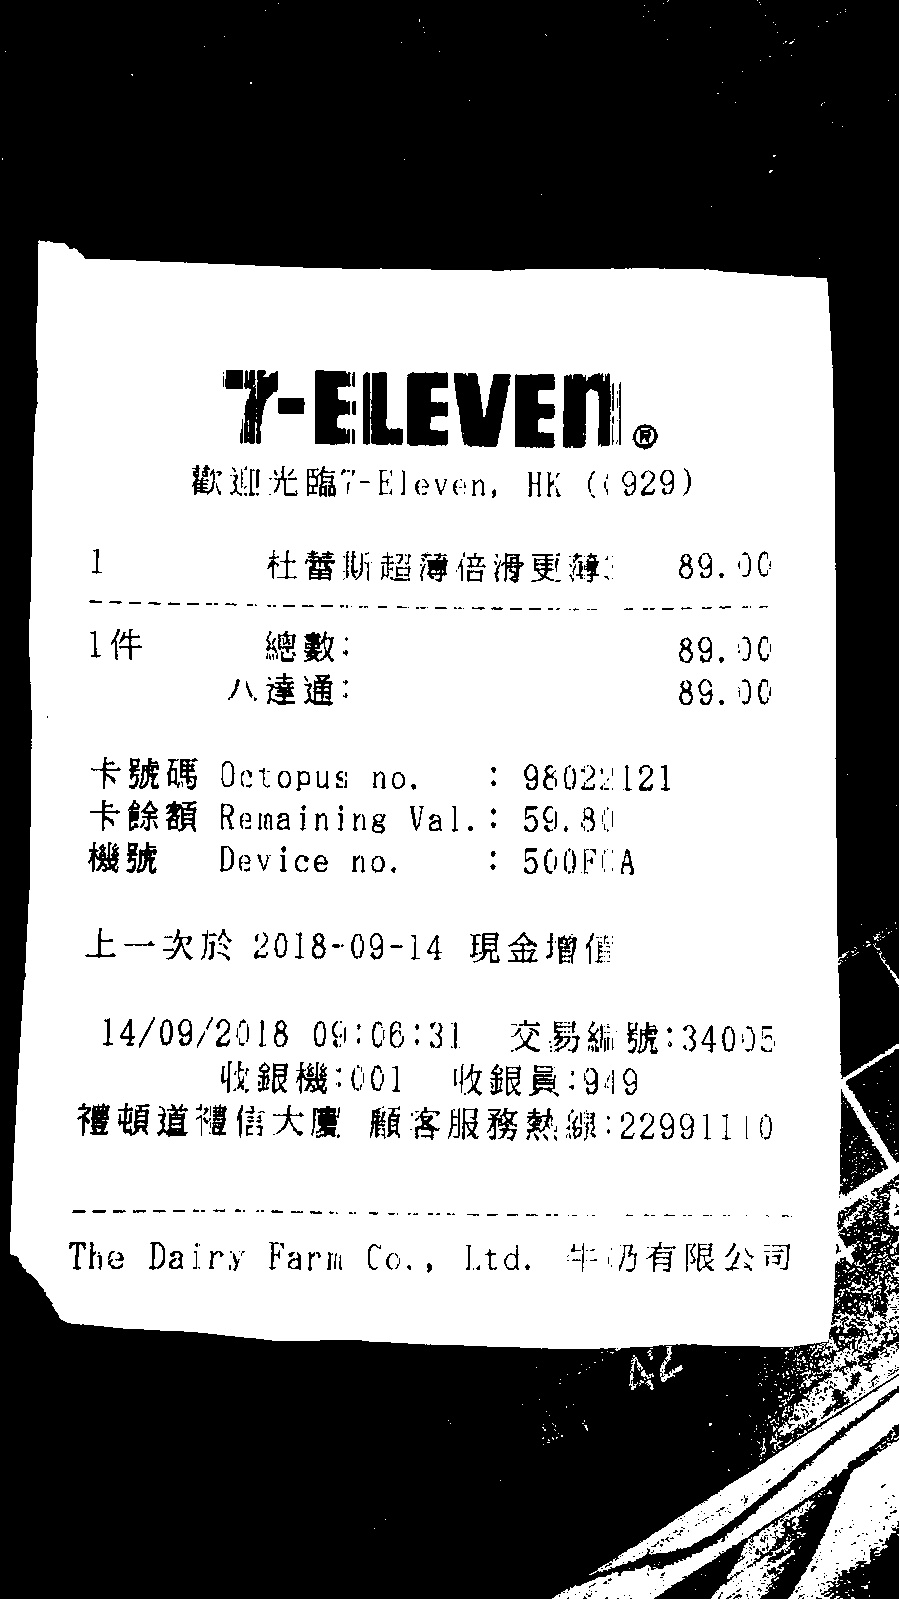 7-ELEVEN®
歡迎光臨7-Eleven, HK
1 杜蕾斯超薄倍滑更薄 89.00
1件 總數: 89.00
八達通: 89.00
卡號碼 Octopus no. : 98022121
卡餘額 Remaining Val.: 59.80
機號 Device no. :
上一次於 2018-09-14 現金增值
14/09/2018 09:06:31 交易編號:34005
收銀機:001 收銀員:949
禮頓道禮信大廈 顧客服務熱線:22991110
The Dairy Farm Co., Ltd. 牛奶有限公司
42